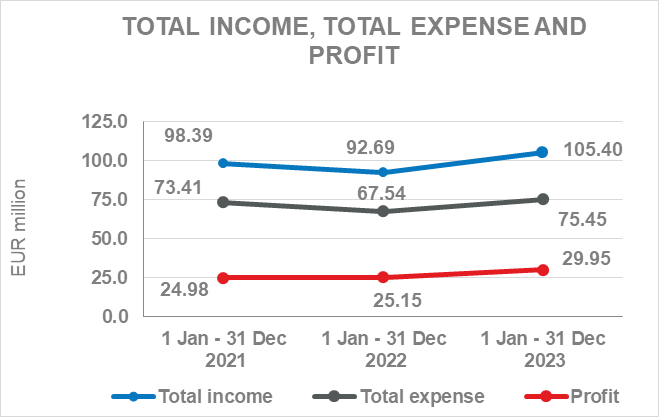 TOTAL INCOME, TOTAL EXPENSE AND
PROFIT
EUR million
125.0
100.0
75.0
50.0
25.0
0.0
98.39
92.69
105.40
73.41
67.54
75.45
24.98
25.15
29.95
1 Jan - 31 Dec
2021
1 Jan - 31 Dec
2022
1 Jan - 31 Dec
2023
Total income
Total expense
Profit